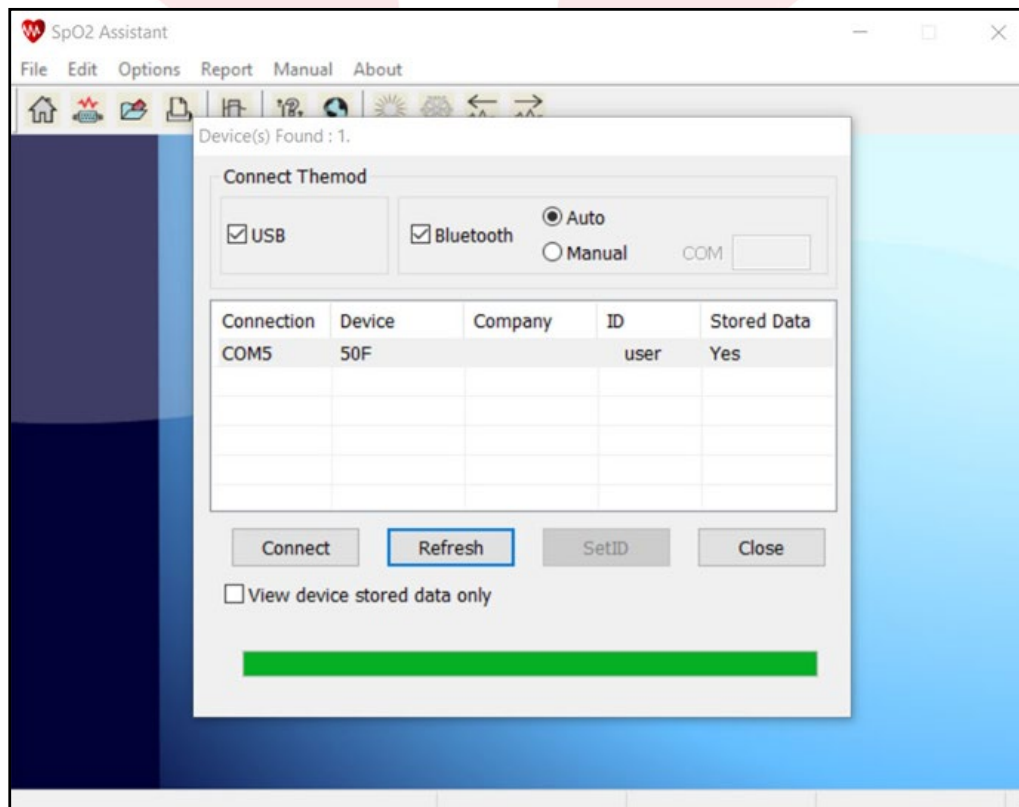 SpO2 Assistant
File Edit Options Report Manual About
Device(s) Found : 1.
Connect Themod
USB
Bluetooth
Auto
Manual
COM
Connection Device Company ID Stored Data
COM5 50F user Yes
Connect Refresh SetID Close
View device stored data only